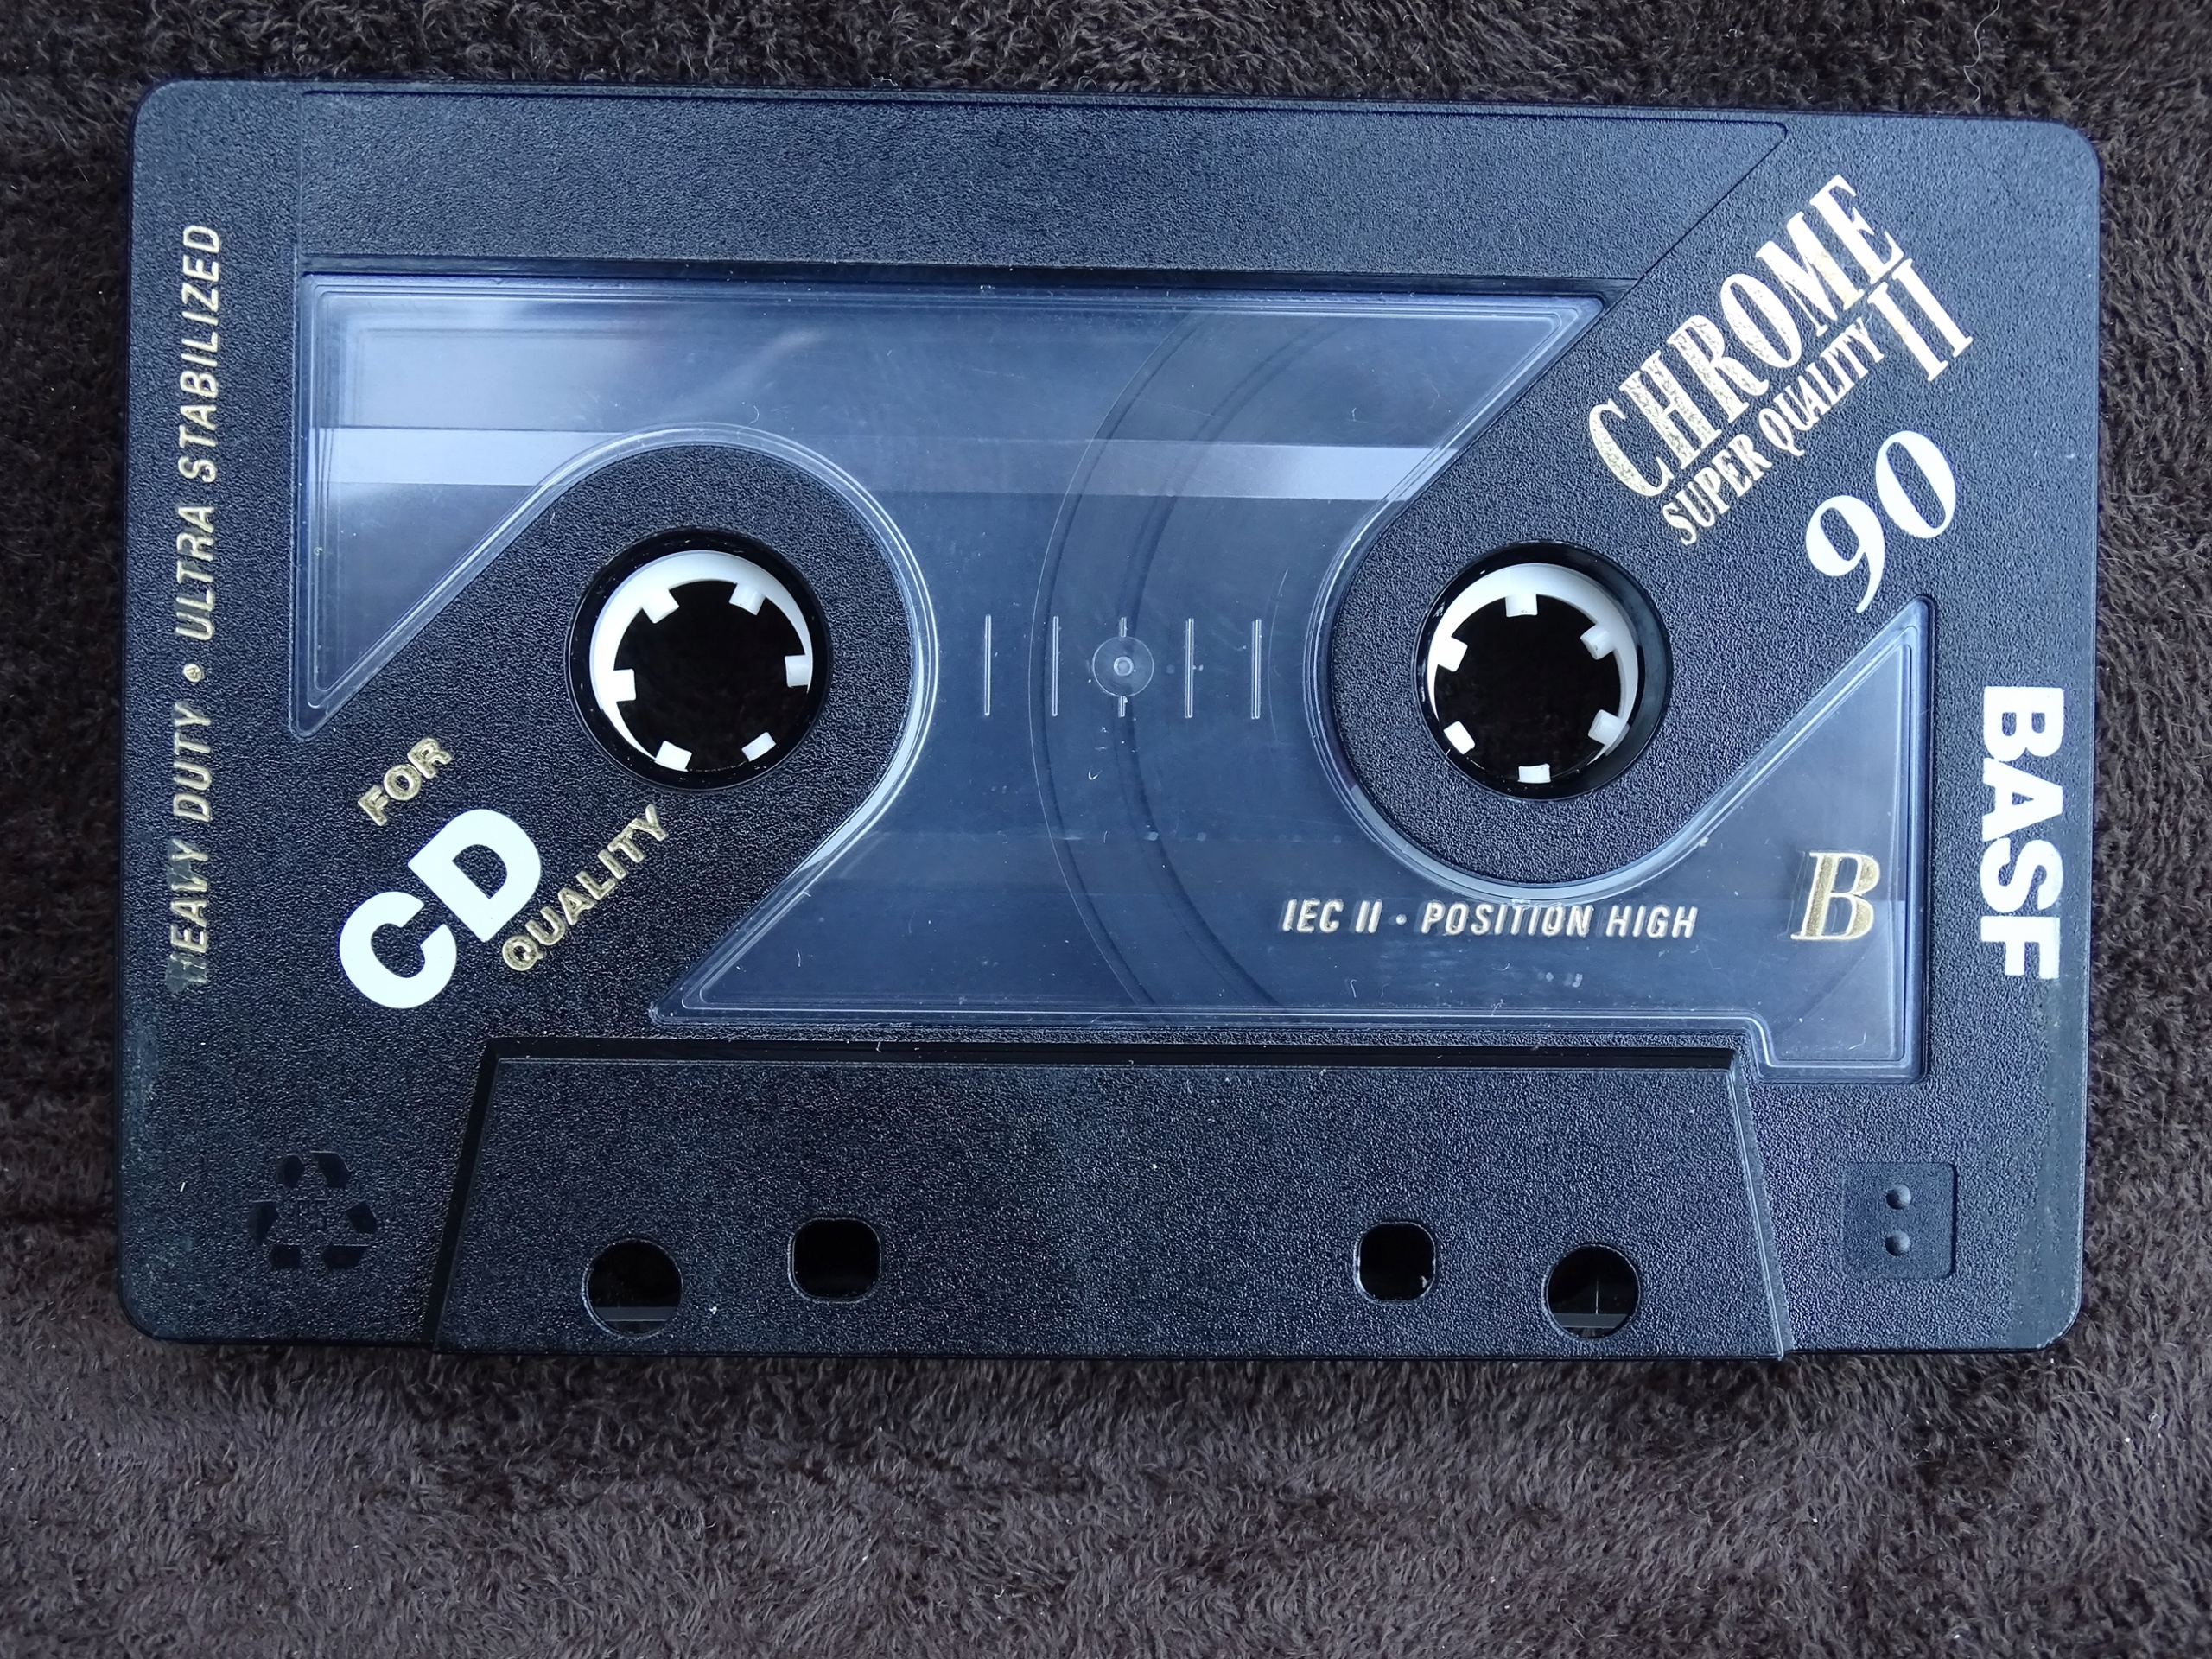 HEAVY DUTY • ULTRA STABILIZED
CHROME
SUPER QUALITY II
90
FOR
CD
QUALITY
BASF
IEC II • POSITION HIGH
B